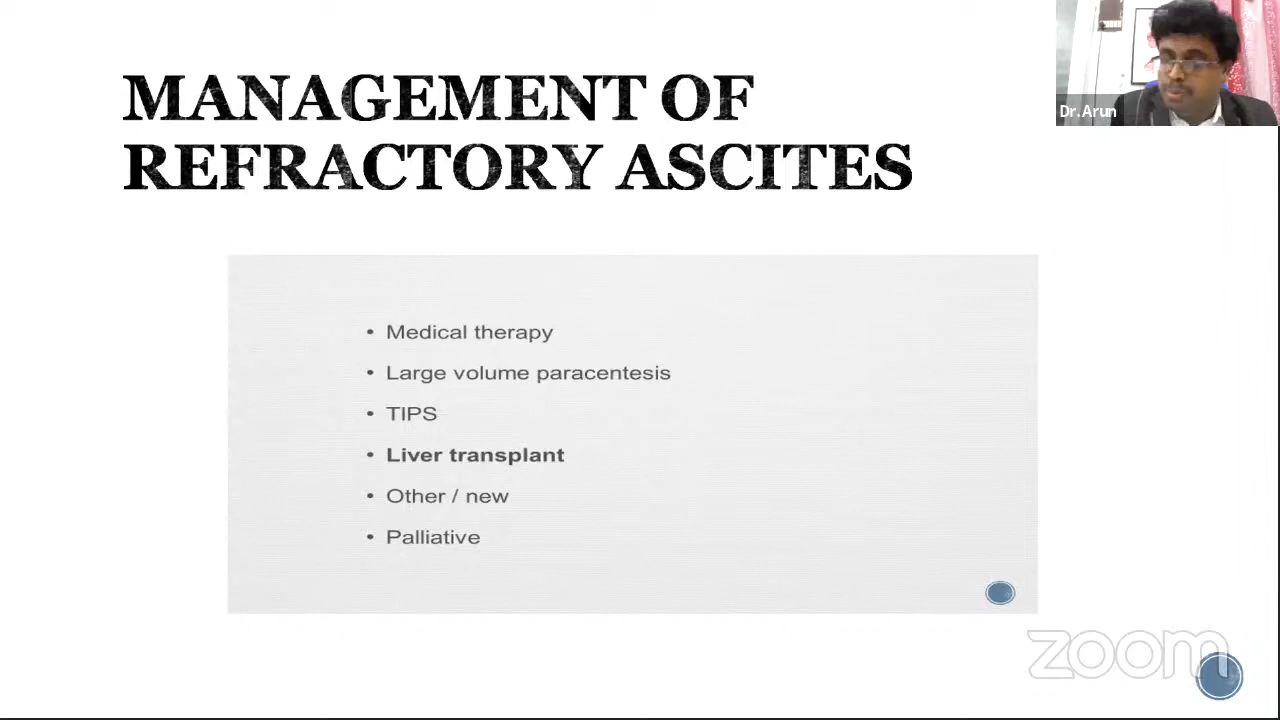 MANAGEMENT OF
REFRACTORY ASCITES
Dr.Arun
• Medical therapy
• Large volume paracentesis
• TIPS
• Liver transplant
• Other / new
• Palliative
zoom